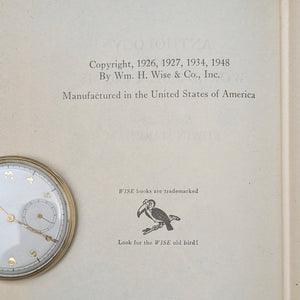 Copyright, 1926, 1927, 1934, 1948
By Wm. H. Wise & Co., Inc.
Manufactured in the United States of America
WISE books are trademarked
Look for the WISE old bird!